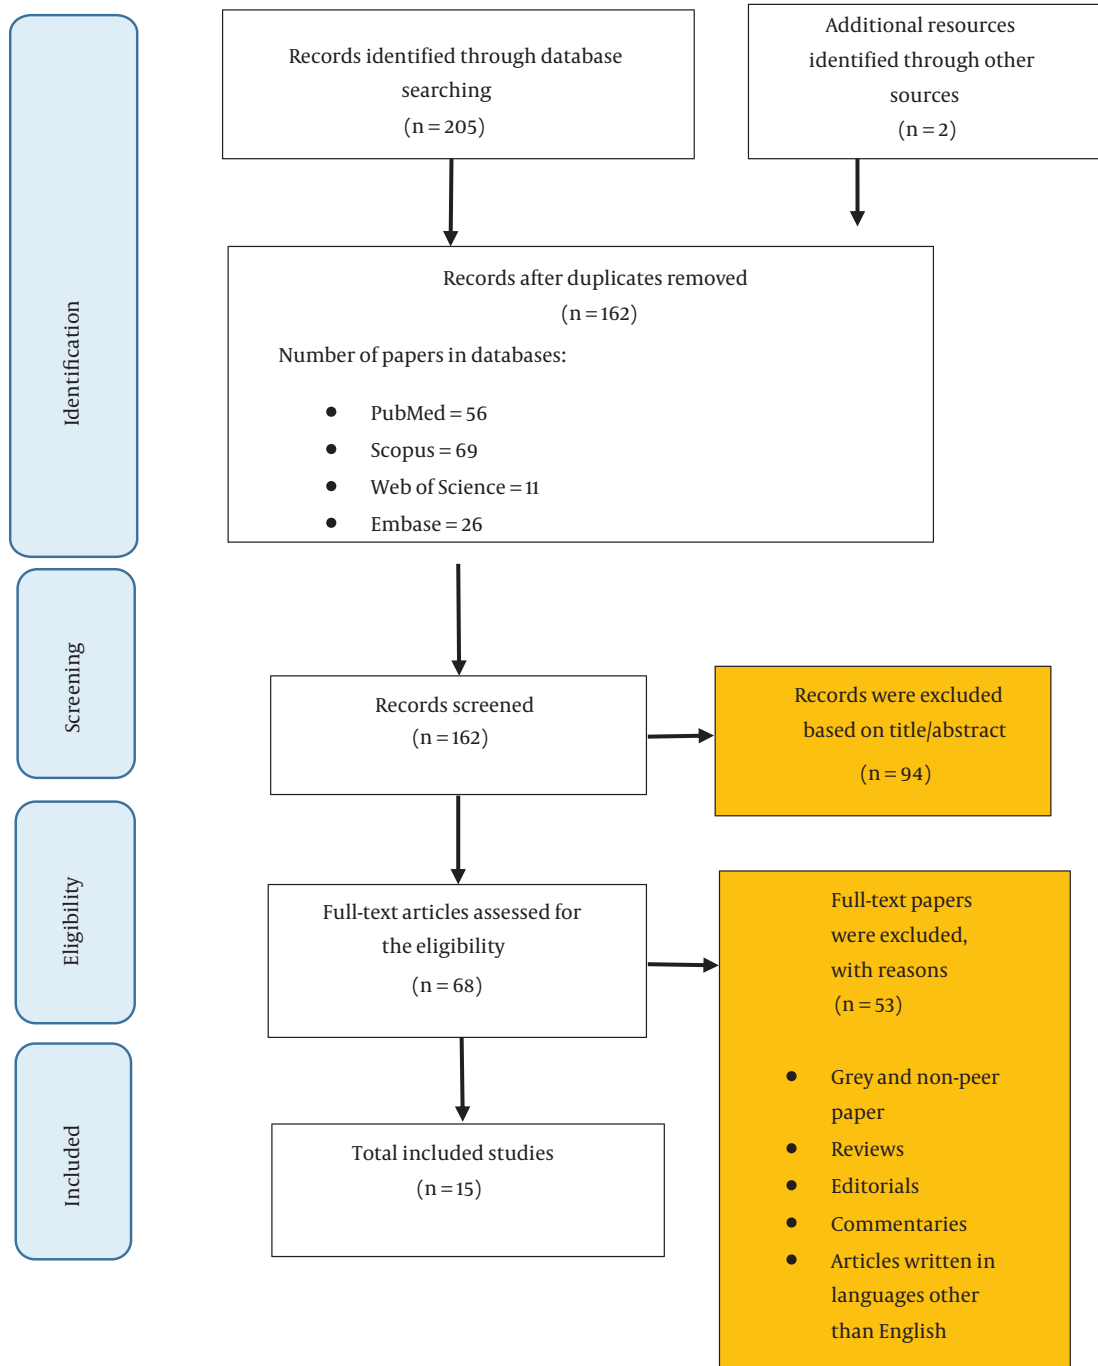 Identification
Records identified through database
searching
(n = 205)
Additional resources
identified through other
sources
(n = 2)
Records after duplicates removed
(n = 162)
Number of papers in databases:
● PubMed = 56
● Scopus = 69
● Web of Science = 11
● Embase = 26
Screening
Records screened
(n = 162)
Records were excluded
based on title/abstract
(n = 94)
Eligibility
Full-text articles assessed for
the eligibility
(n = 68)
Full-text papers
were excluded,
with reasons
(n = 53)
● Grey and non-peer
paper
● Reviews
● Editorials
● Commentaries
● Articles written in
languages other
than English
Included
Total included studies
(n = 15)